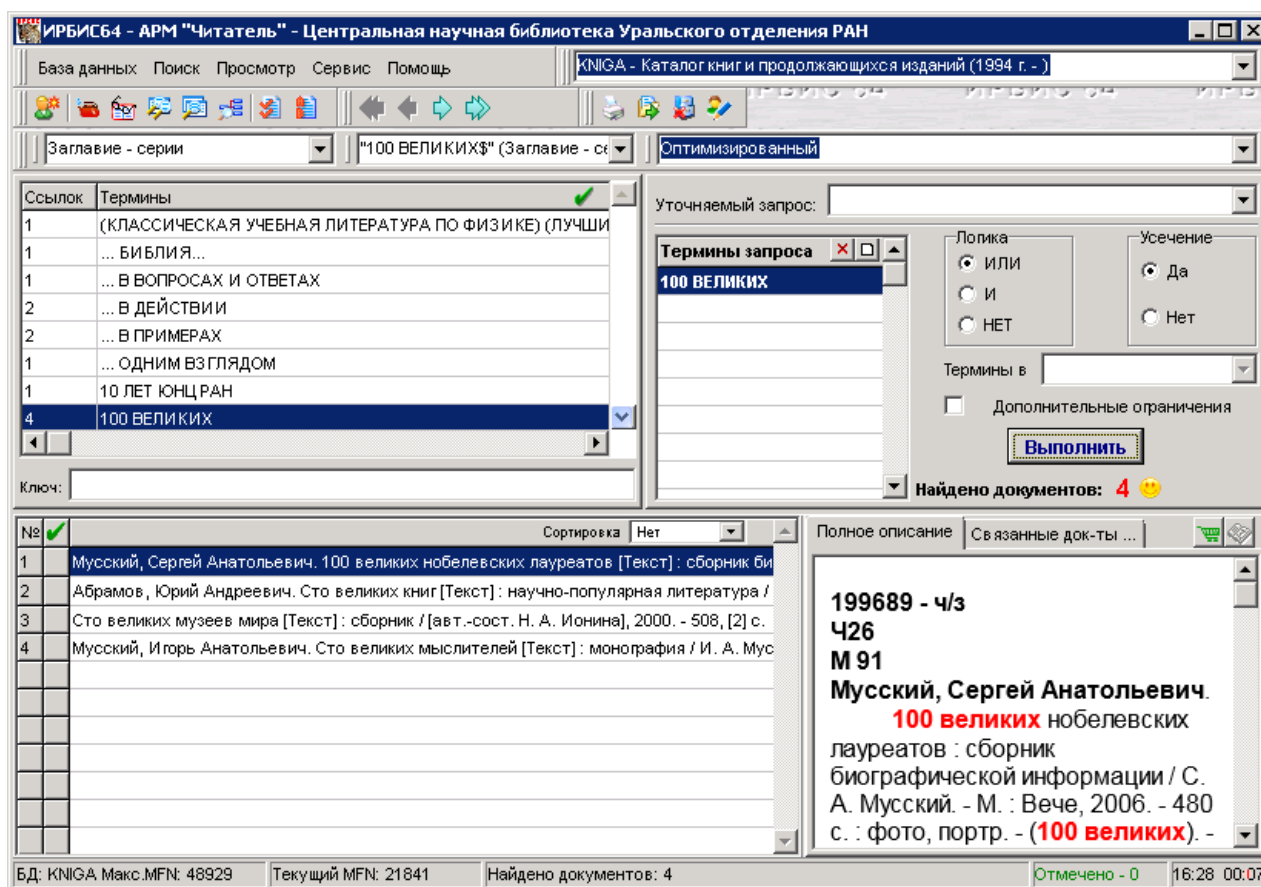 ИРБИС64 - АРМ "Читатель" - Центральная научная библиотека Уральского отделения РАН
База данных Поиск Просмотр Сервис Помощь
KNIGA - Каталог книг и продолжающихся изданий (1994 г. - )
Заглавие - серии
"100 ВЕЛИКИХ$" (Заглавие - се
Оптимизированный
Ссылок Термины
1 (КЛАССИЧЕСКАЯ УЧЕБНАЯ ЛИТЕРАТУРА ПО ФИЗИКЕ) (ЛУЧШИ
1 ... БИБЛИЯ...
1 ... В ВОПРОСАХ И ОТВЕТАХ
2 ... В ДЕЙСТВИИ
2 ... В ПРИМЕРАХ
1 ... ОДНИМ ВЗГЛЯДОМ
1 10 ЛЕТ ЮНЦ РАН
4 100 ВЕЛИКИХ
Ключ:
Уточняемый запрос:
Термины запроса
100 ВЕЛИКИХ
Логика
ИЛИ
И
НЕТ
Усечение
Да
Нет
Термины в
Дополнительные ограничения
Выполнить
Найдено документов: 4
№ Сортировка Нет
1 Мусский, Сергей Анатольевич. 100 великих нобелевских лауреатов [Текст] : сборник би
2 Абрамов, Юрий Андреевич. Сто великих книг [Текст] : научно-популярная литература /
3 Сто великих музеев мира [Текст] : сборник / [авт.-сост. Н. А. Ионина], 2000. - 508, [2] с.
4 Мусский, Игорь Анатольевич. Сто великих мыслителей [Текст] : монография / И. А. Мус
Полное описание Связанные док-ты ...
199689 - ч/з
Ч26
М 91
Мусский, Сергей Анатольевич.
100 великих нобелевских
лауреатов : сборник
биографической информации / С.
А. Мусский. - М. : Вече, 2006. - 480
с. : фото, портр. - (100 великих). -
БД: KNIGA Макс.MFN: 48929 Текущий MFN: 21841 Найдено документов: 4 Отмечено - 0 16:28 00:07